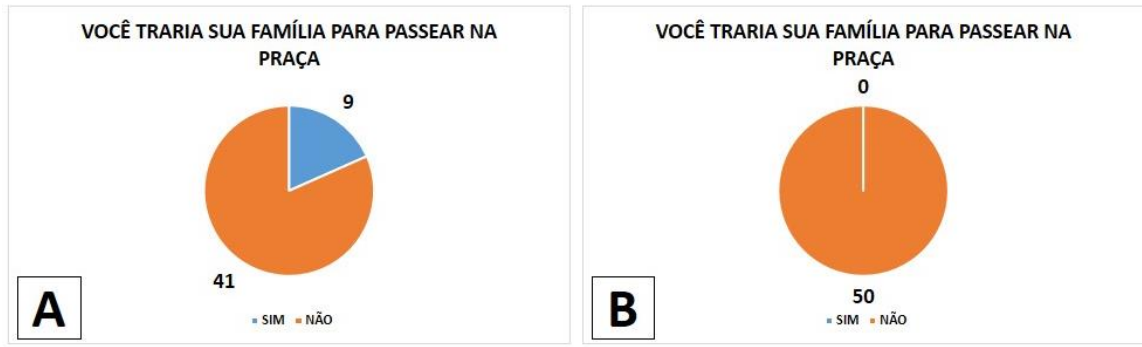 VOCÊ TRARIA SUA FAMÍLIA PARA PASSEAR NA
PRAÇA
9
41
SIM NÃO
A
VOCÊ TRARIA SUA FAMÍLIA PARA PASSEAR NA
PRAÇA
0
50
SIM NÃO
B